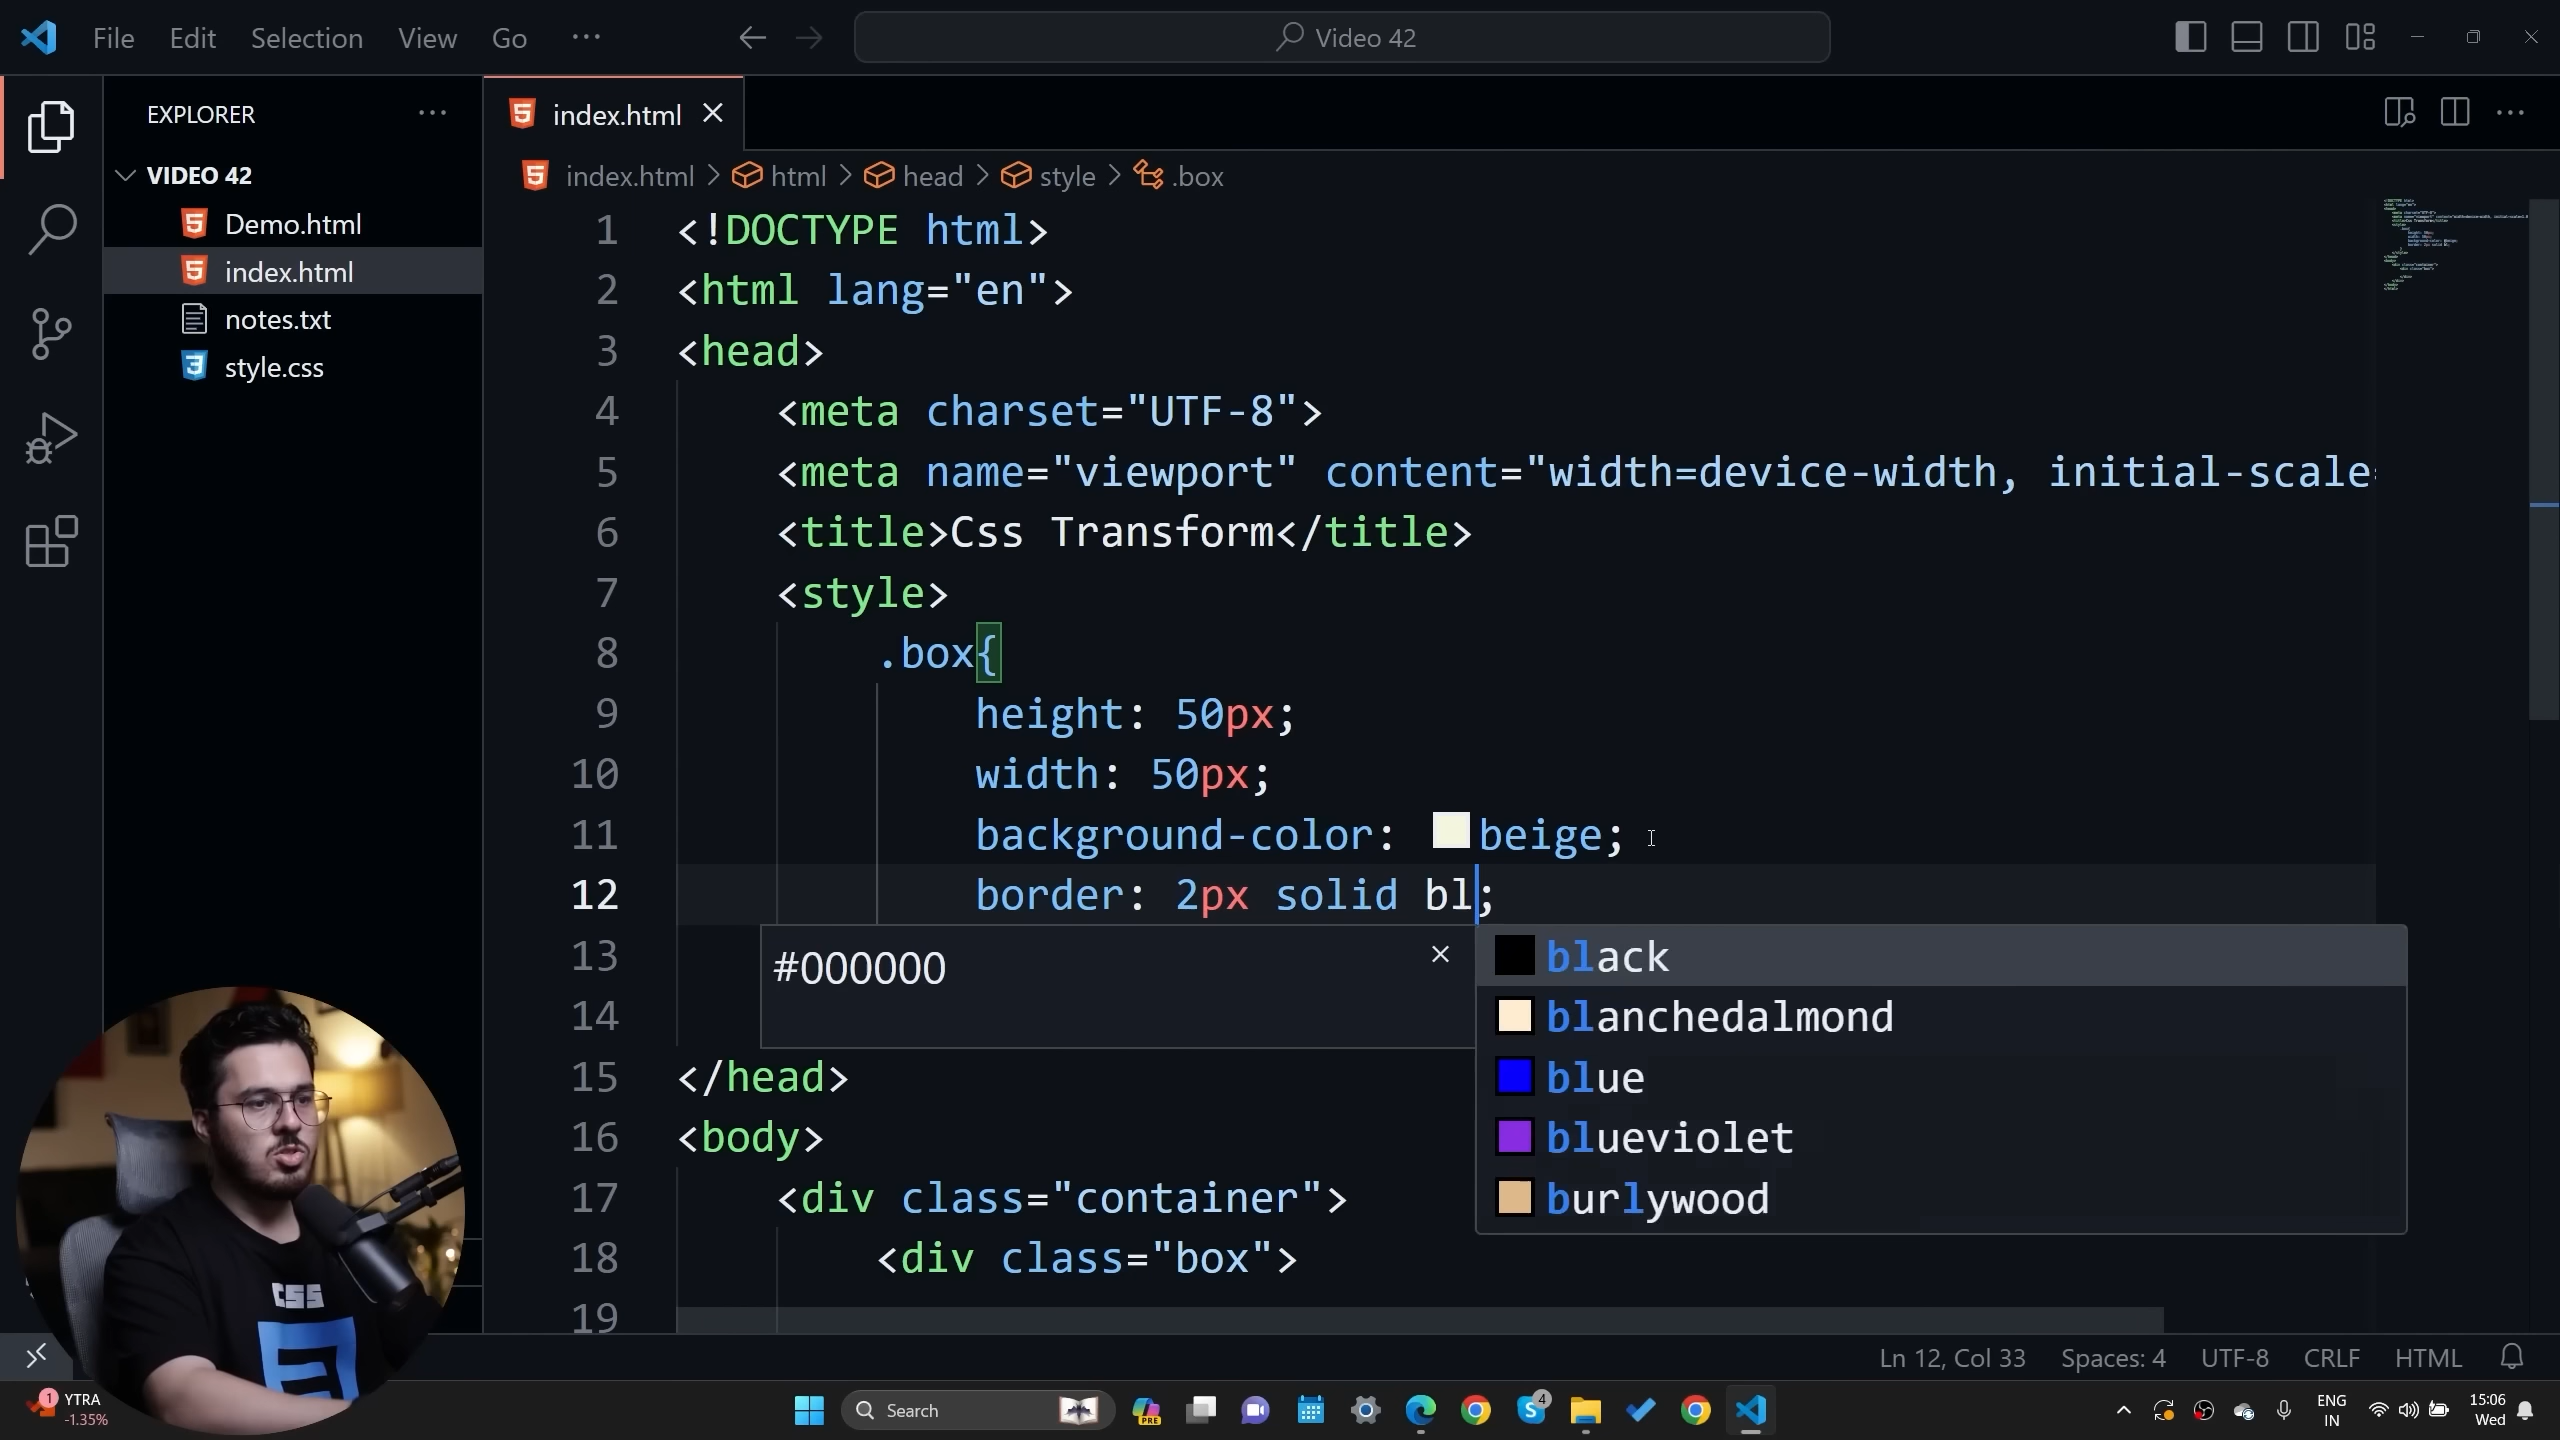 File Edit Selection View Go ··· Video 42
EXPLORER ···
VIDEO 42
Demo.html
index.html
notes.txt
style.css
index.html
index.html > html > head > style > .box
1 <!DOCTYPE html>
2 <html lang="en">
3 <head>
4 <meta charset="UTF-8">
5 <meta name="viewport" content="width=device-width, initial-scale=
6 <title>Css Transform</title>
7 <style>
8 .box{
9 height: 50px;
10 width: 50px;
11 background-color: beige;
12 border: 2px solid bl;
13
14
15 </head>
16 <body>
17 <div class="container">
18 <div class="box">
19
#000000
black
blanchedalmond
blue
blueviolet
burlywood
CSS
Ln 12, Col 33 Spaces: 4 UTF-8 CRLF HTML
1 YTRA
-1.35%
Search
PRE
4
ENG
IN
15:06
Wed